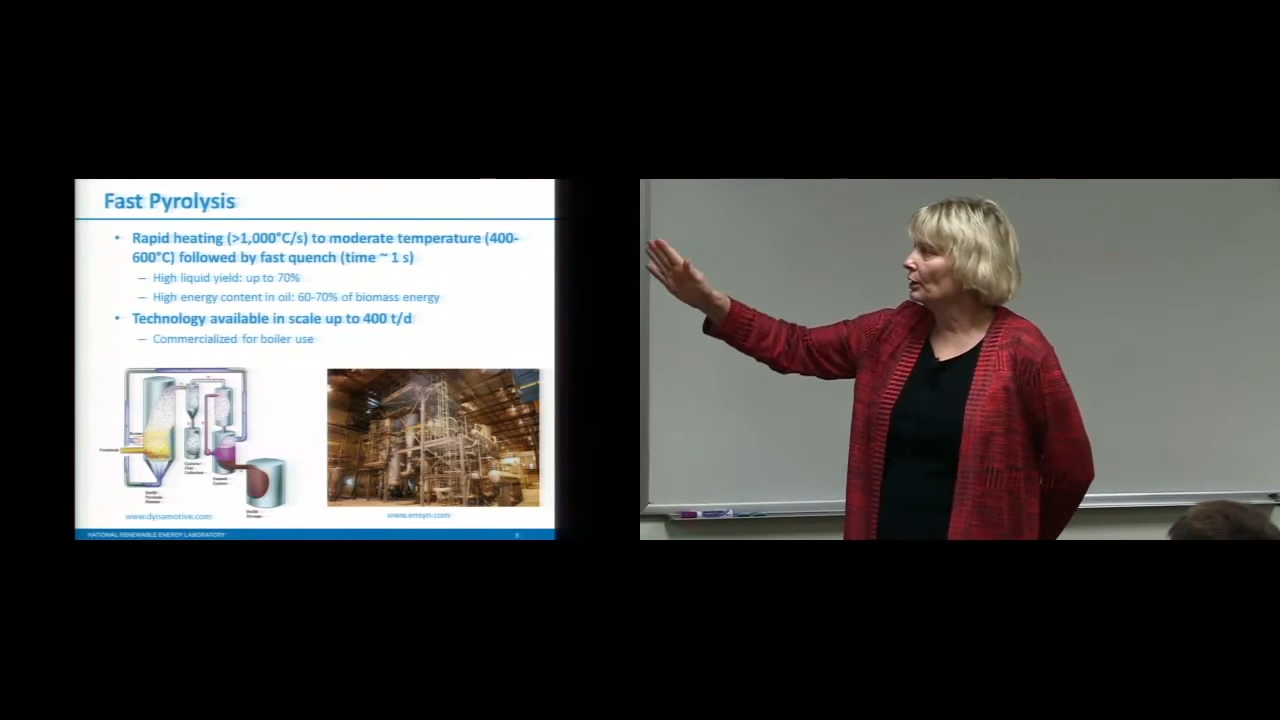 Fast Pyrolysis
• Rapid heating (>1,000°C/s) to moderate temperature (400-
600°C) followed by fast quench (time ~ 1 s)
– High liquid yield: up to 70%
– High energy content in oil: 60-70% of biomass energy
• Technology available in scale up to 400 t/d
– Commercialized for boiler use
www.dynamotive.com
www.ensyn.com
NATIONAL RENEWABLE ENERGY LABORATORY